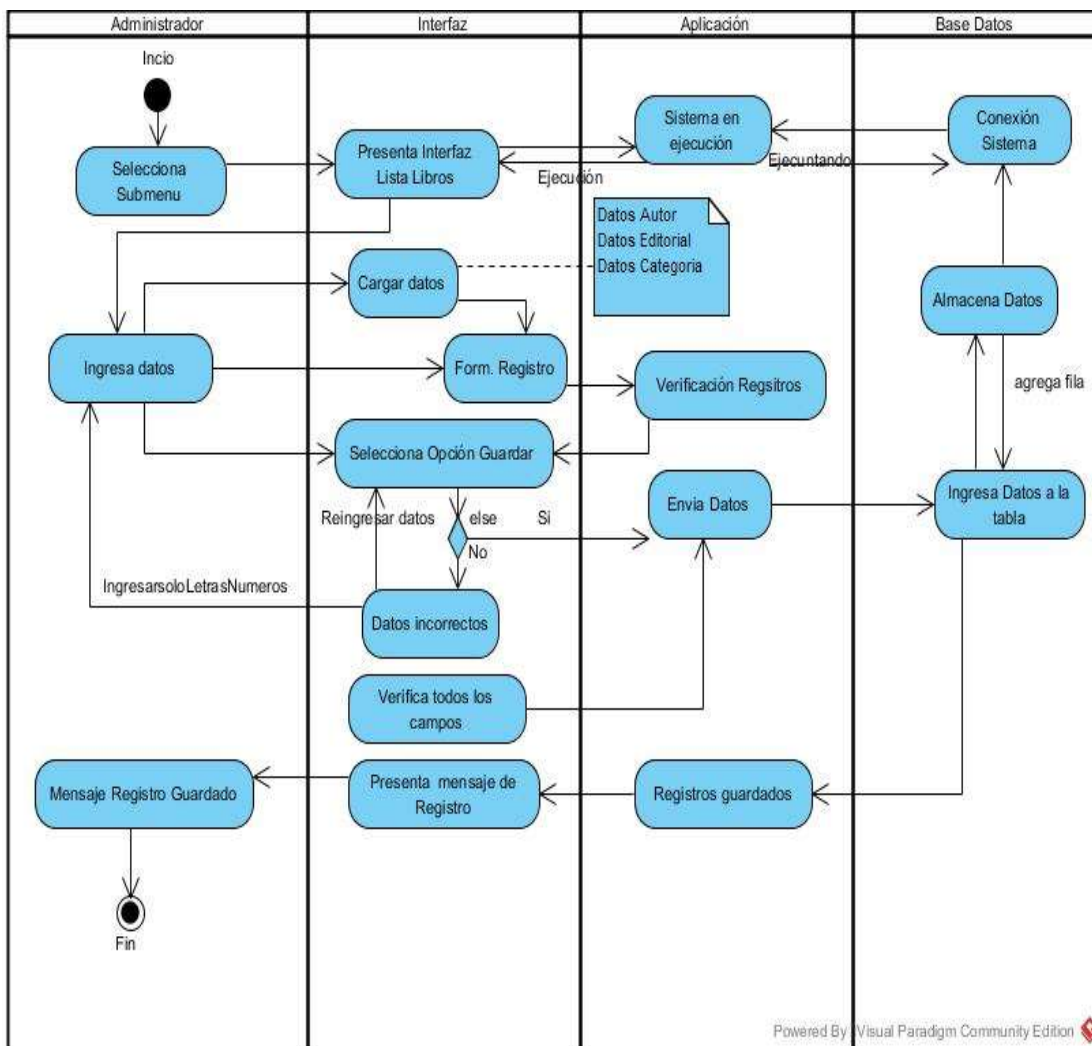 Administrador
Interfaz
Aplicación
Base Datos
Incio
Selecciona
Submenu
Presenta Interfaz
Lista Libros
Sistema en
ejecución
Conexión
Sistema
Ejecución
Ejecuntando
Datos Autor
Datos Editorial
Datos Categoria
Cargar datos
Almacena Datos
Ingresa datos
Form. Registro
Verificación Regsitros
agrega fila
Selecciona Opción Guardar
Reingresar datos
else
Si
No
Envia Datos
Ingresa Datos a la
tabla
IngresarsoloLetrasNumeros
Datos incorrectos
Verifica todos los
campos
Mensaje Registro Guardado
Presenta mensaje de
Registro
Registros guardados
Fin
Powered By Visual Paradigm Community Edition